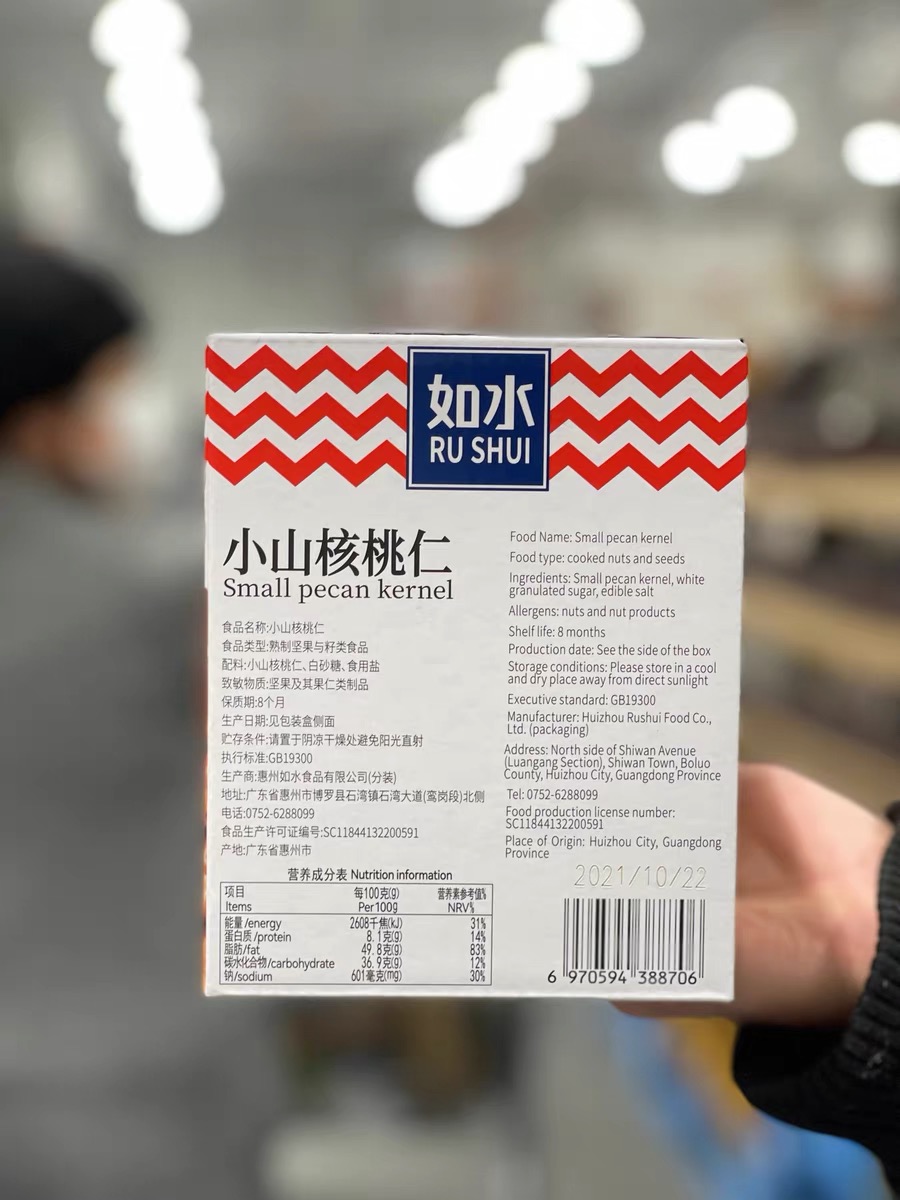 如水
RU SHUI
小山核桃仁
Small pecan kernel
食品名称:小山核桃仁
食品类型:熟制坚果与籽类食品
配料:小山核桃仁、白砂糖、食用盐
致敏物质:坚果及其果仁类制品
保质期:8个月
生产日期:见包装盒侧面
贮存条件:请置于阴凉干燥处避免阳光直射
执行标准:GB19300
生产商:惠州如水食品有限公司(分装)
地址:广东省惠州市博罗县石湾镇石湾大道(鸾岗段)北侧
电话:0752-6288099
食品生产许可证编号:SC11844132200591
产地:广东省惠州市
Food Name: Small pecan kernel
Food type: cooked nuts and seeds
Ingredients: Small pecan kernel, white
granulated sugar, edible salt
Allergens: nuts and nut products
Shelf life: 8 months
Production date: See the side of the box
Storage conditions: Please store in a cool
and dry place away from direct sunlight
Executive standard: GB19300
Manufacturer: Huizhou Rushui Food Co.,
Ltd. (packaging)
Address: North side of Shiwan Avenue
(Luangang Section), Shiwan Town, Boluo
County, Huizhou City, Guangdong Province
Tel: 0752-6288099
Food production license number:
SC11844132200591
Place of Origin: Huizhou City, Guangdong
Province
营养成分表 Nutrition information
项目 每100克(g) 营养素参考值%
Items Per100g NRV%
能量/energy 2608千焦(kJ) 31%
蛋白质/protein 8.1克(g) 14%
脂肪/fat 49.8克(g) 83%
碳水化合物/carbohydrate 36.9克(g) 12%
钠/sodium 601毫克(mg) 30%
2021/10/22
6 970594 388706